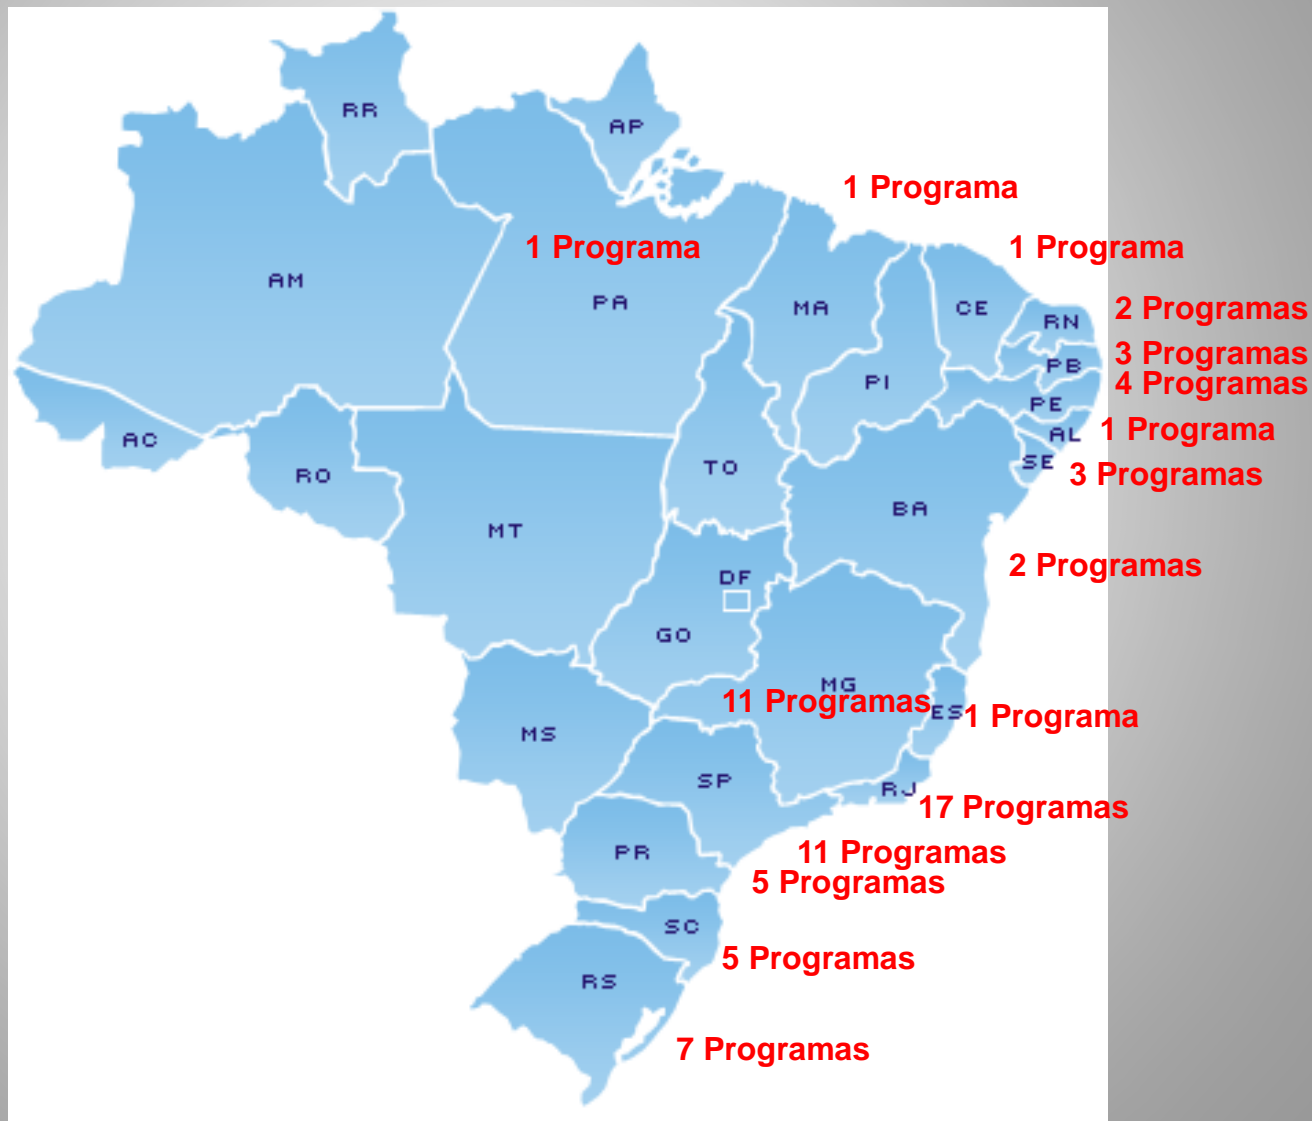 RR
AP
1 Programa
1 Programa
1 Programa
AM
PA
MA
CE
2 Programas
RN
3 Programas
PB
PI
4 Programas
PE
AC
AL
1 Programa
RO
TO
SE
3 Programas
BA
MT
2 Programas
DF
GO
MG
11 Programas
ES
1 Programa
MS
SP
RJ
17 Programas
PR
11 Programas
5 Programas
SC
5 Programas
RS
7 Programas